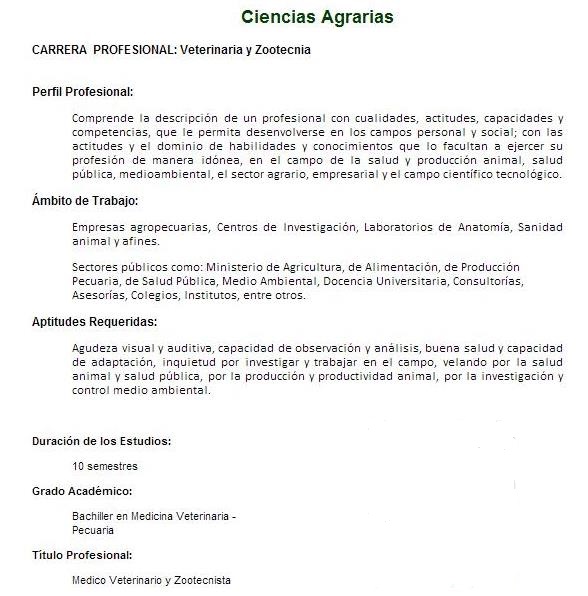 Ciencias Agrarias
CARRERA PROFESIONAL: Veterinaria y Zootecnia
Perfil Profesional:
Comprende la descripción de un profesional con cualidades, actitudes, capacidades y
competencias, que le permita desenvolverse en los campos personal y social; con las
actitudes y el dominio de habilidades y conocimientos que lo facultan a ejercer su
profesión de manera idónea, en el campo de la salud y producción animal, salud
pública, medioambiental, el sector agrario, empresarial y el campo científico tecnológico.
Ámbito de Trabajo:
Empresas agropecuarias, Centros de Investigación, Laboratorios de Anatomía, Sanidad
animal y afines.
Sectores públicos como: Ministerio de Agricultura, de Alimentación, de Producción
Pecuaria, de Salud Pública, Medio Ambiental, Docencia Universitaria, Consultorías,
Asesorías, Colegios, Institutos, entre otros.
Aptitudes Requeridas:
Agudeza visual y auditiva, capacidad de observación y análisis, buena salud y capacidad
de adaptación, inquietud por investigar y trabajar en el campo, velando por la salud
animal y salud pública, por la producción y productividad animal, por la investigación y
control medio ambiental.
Duración de los Estudios:
10 semestres
Grado Académico:
Bachiller en Medicina Veterinaria -
Pecuaria
Título Profesional:
Medico Veterinario y Zootecnista